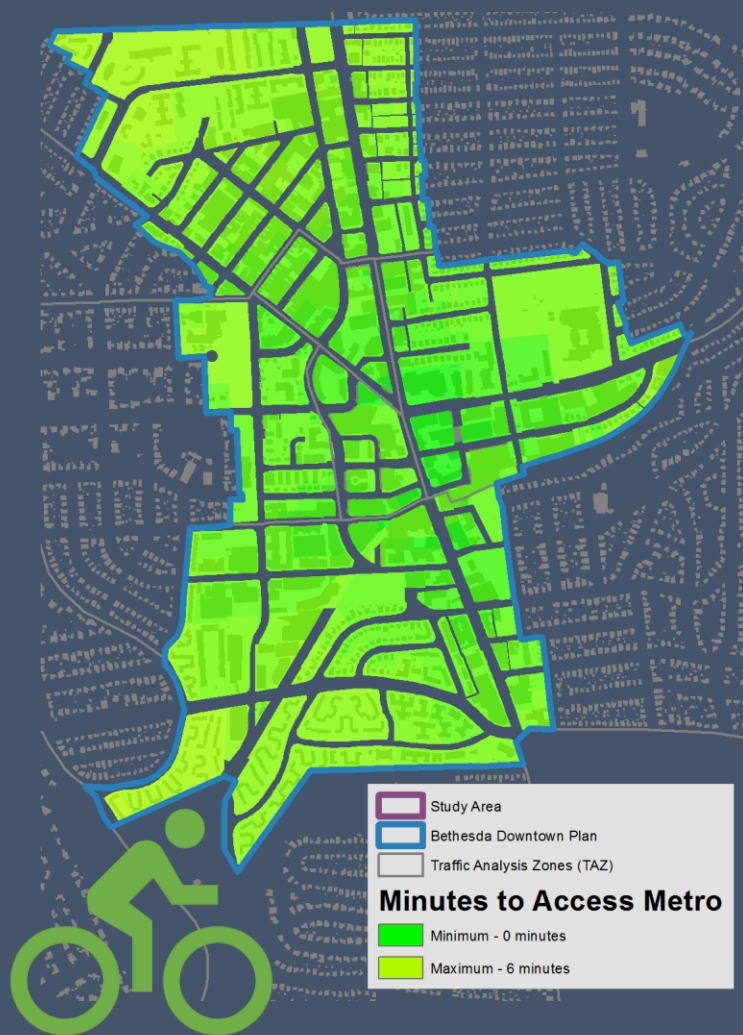 Study Area
Bethesda Downtown Plan
Traffic Analysis Zones (TAZ)
Minutes to Access Metro
Minimum - 0 minutes
Maximum - 6 minutes